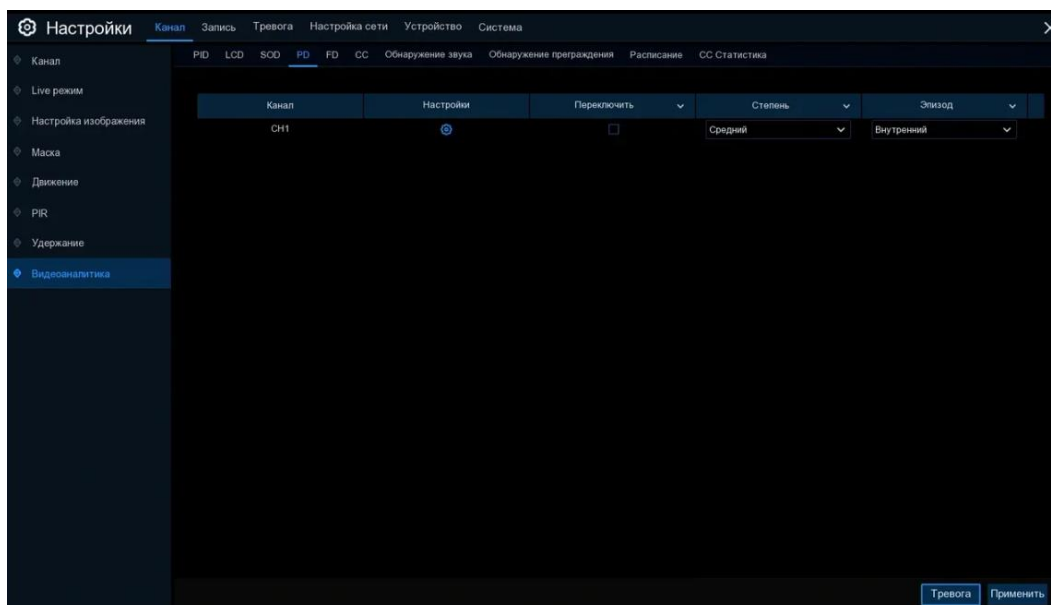 Настройки Канал Запись Тревога Настройка сети Устройство Система
PID LCD SOD PD FD CC Обнаружение звука Обнаружение преграждения Расписание СС Статистика
Канал
Live режим
Настройка изображения
Маска
Движение
PIR
Удержание
Видеоаналитика
Канал Настройки Переключить Степень Эпизод
CH1 Средний Внутренний
Тревога Применить